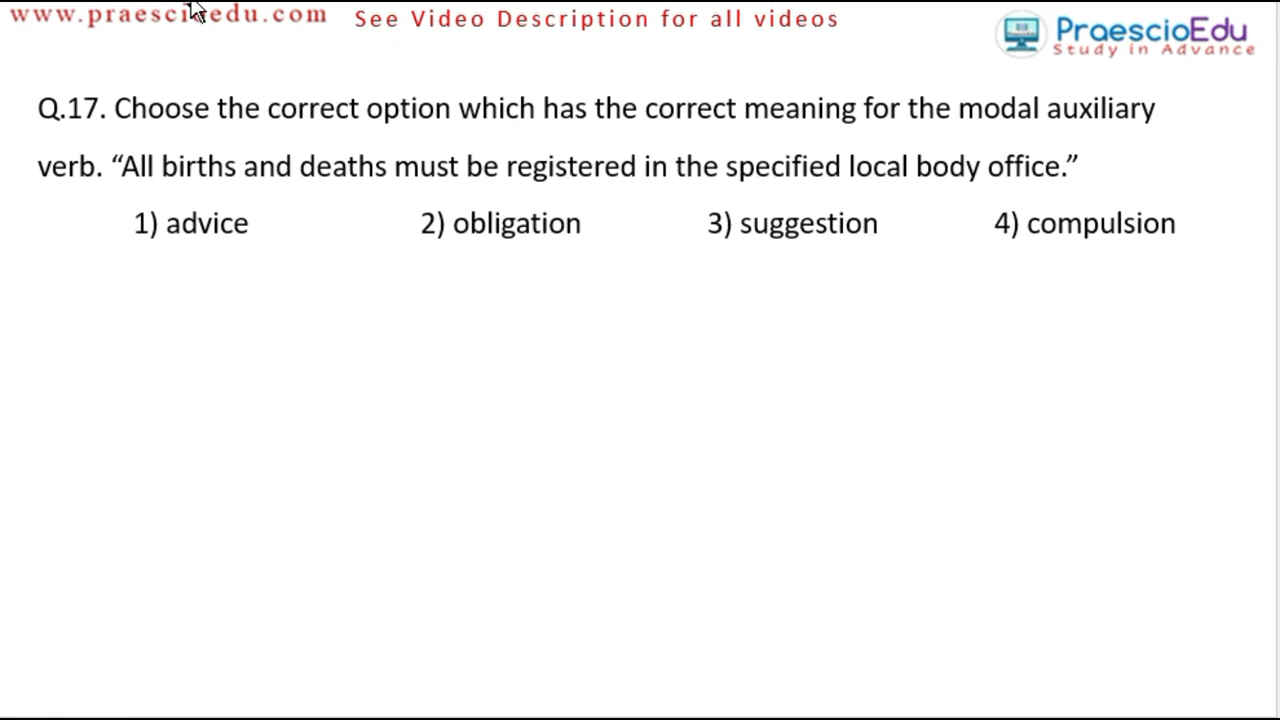 www.praescioedu.com See Video Description for all videos
PraescioEdu
Study in Advance
Q.17. Choose the correct option which has the correct meaning for the modal auxiliary
verb. “All births and deaths must be registered in the specified local body office.”
1) advice 2) obligation 3) suggestion 4) compulsion